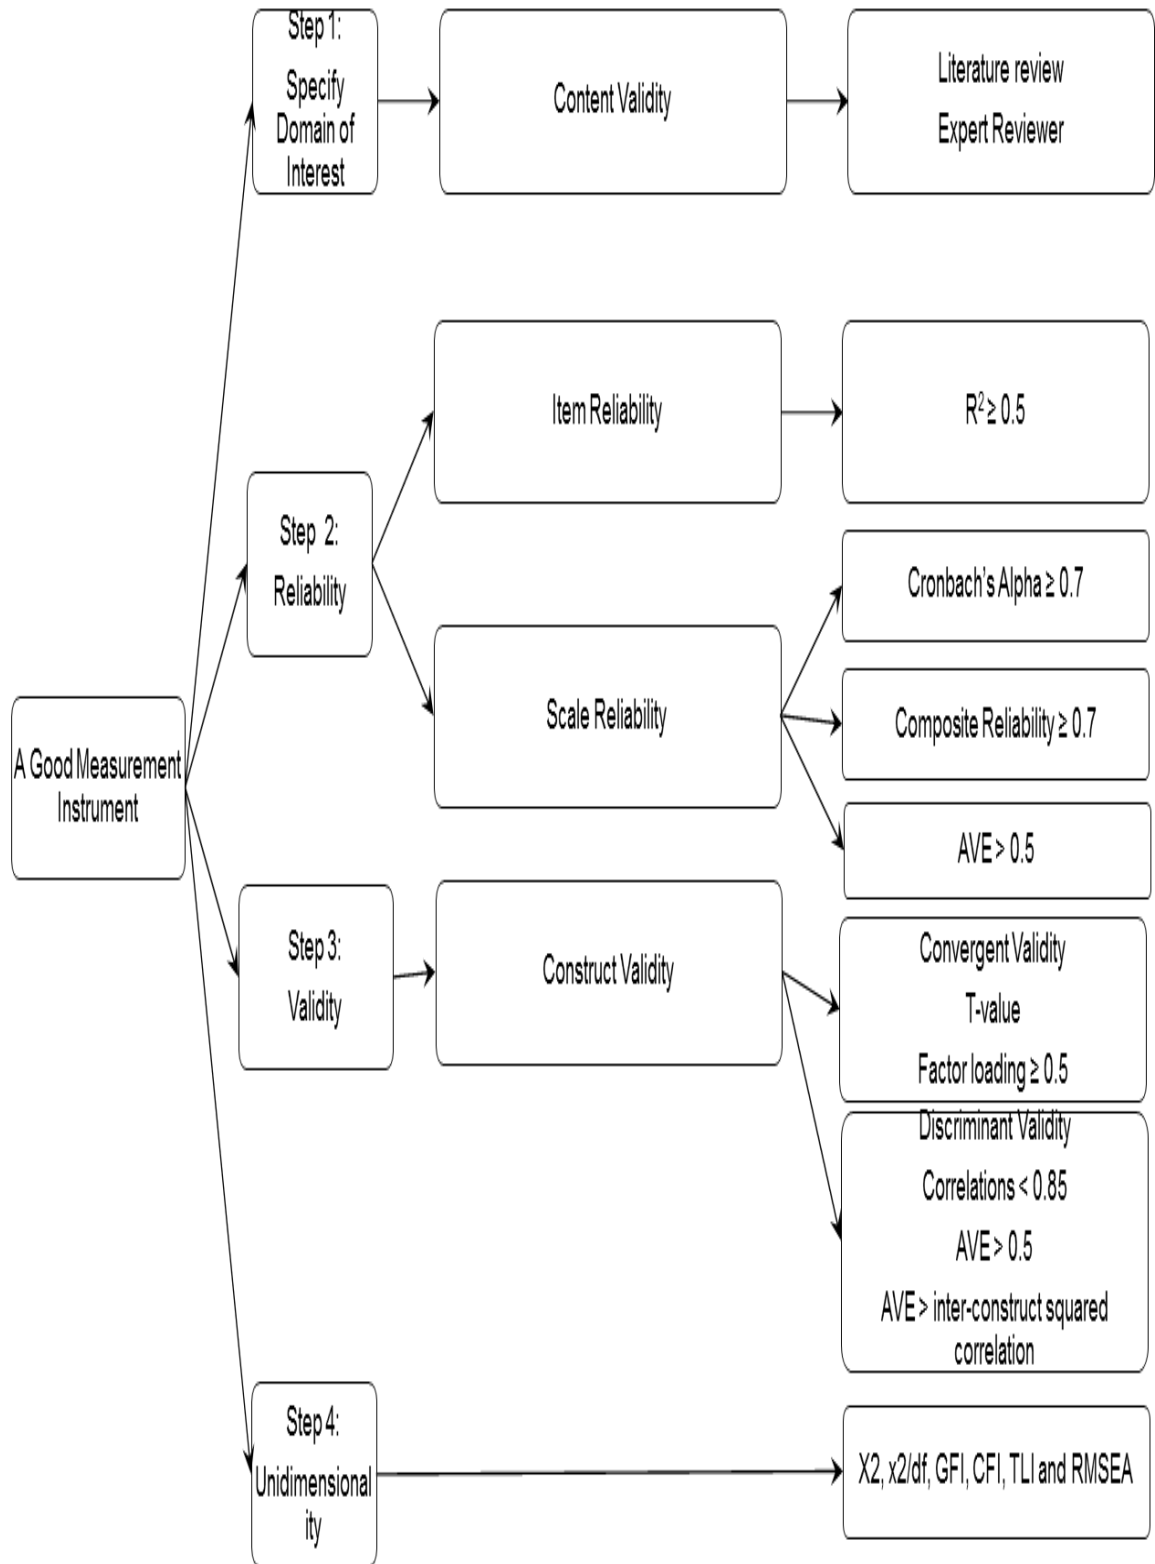 Step 1:
Specify
Domain of
Interest
Content Validity
Literature review
Expert Reviewer
Item Reliability
R² ≥ 0.5
Step 2:
Reliability
Cronbach's Alpha ≥ 0.7
Scale Reliability
Composite Reliability ≥ 0.7
A Good Measurement
Instrument
AVE > 0.5
Step 3:
Validity
Construct Validity
Convergent Validity
T-value
Factor loading ≥ 0.5
Discriminant Validity
Correlations < 0.85
AVE > 0.5
AVE > inter-construct squared
correlation
Step 4:
Unidimensional
ity
X2, x2/df, GFI, CFI, TLI and RMSEA